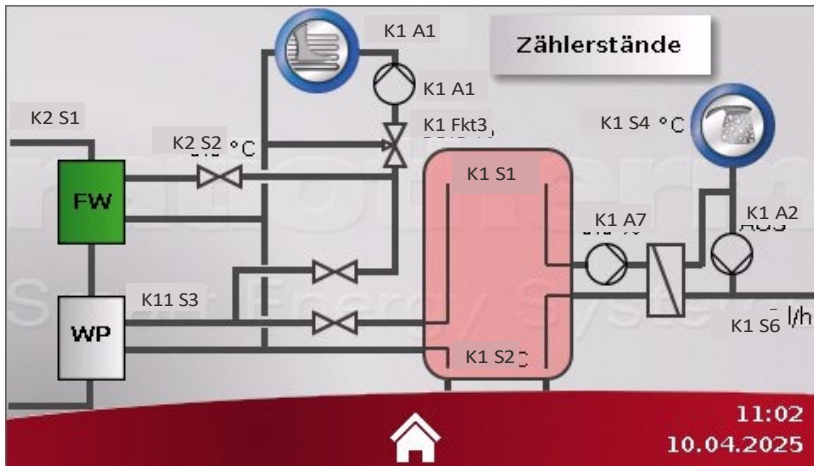 K1 A1
Zählerstände
K1 A1
K2 S1
K2 S2
°C
K1 Fkt3
K1 S4 °C
FW
K1 S1
K1 A7
K1 A2
K11 S3
WP
K1 S2
K1 S6
l/h
11:02
10.04.2025